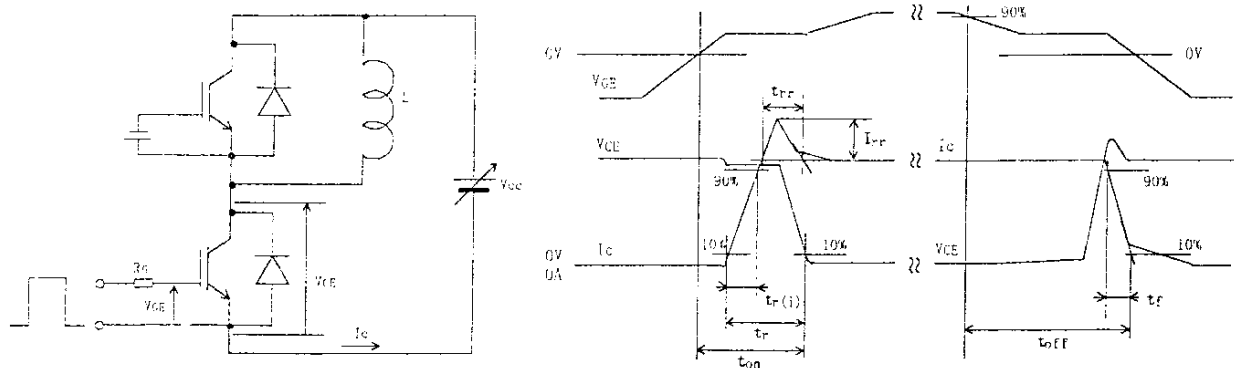 L
Vcc
RG
VGE
VCE
Ic
0V
VGE
VCE
Ic
0V
0A
trr
Irr
90%
10%
10%
tr(i)
tr
ton
90%
0V
Ic
90%
VCE
10%
tf
toff